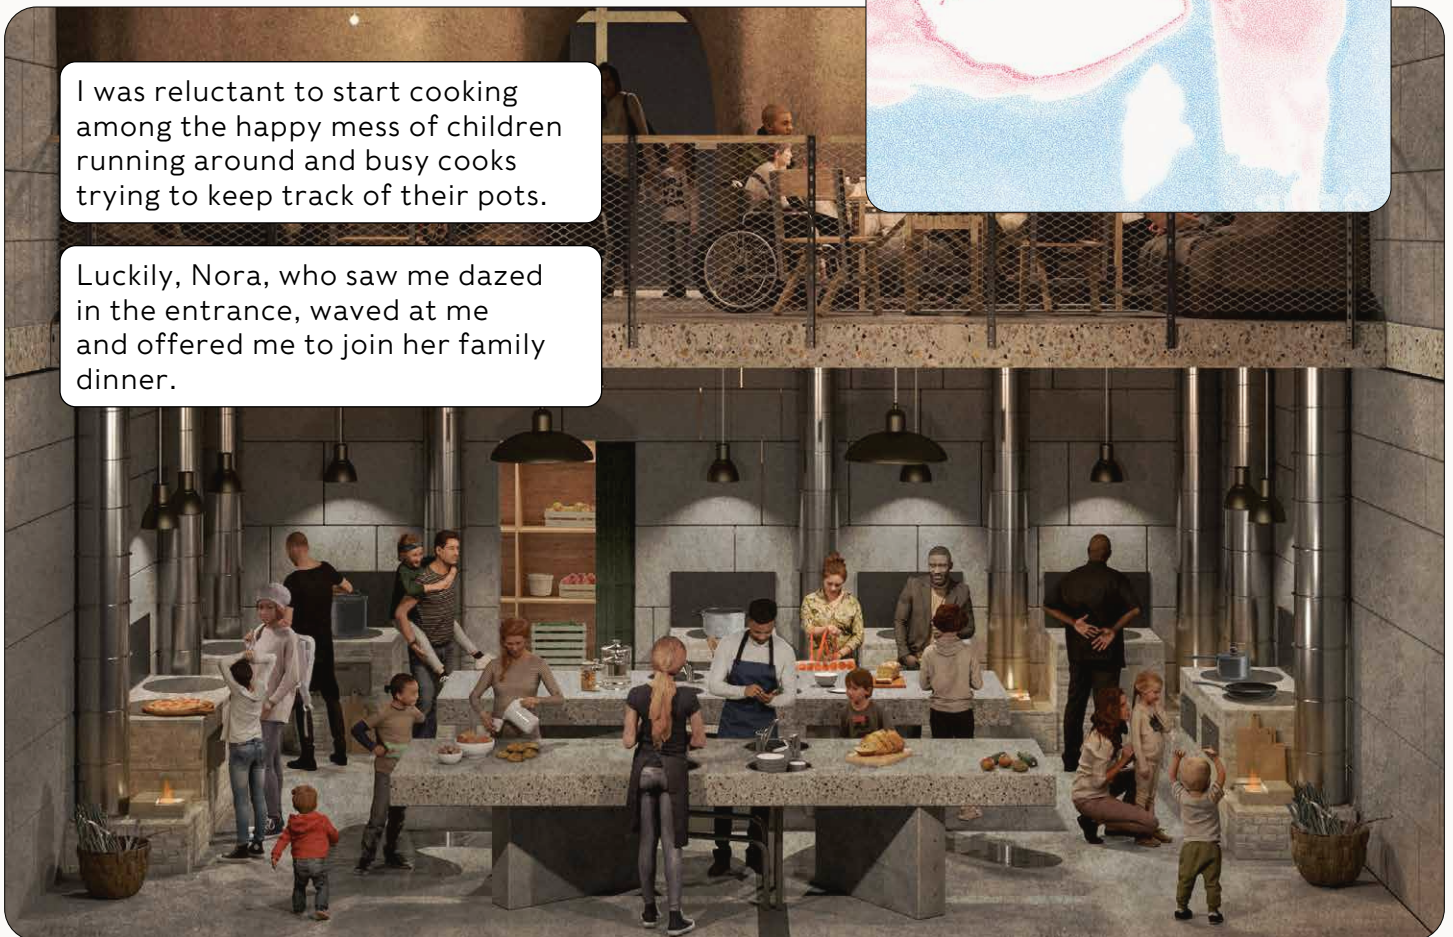 I was reluctant to start cooking
among the happy mess of children
running around and busy cooks
trying to keep track of their pots.
Luckily, Nora, who saw me dazed
in the entrance, waved at me
and offered me to join her family
dinner.